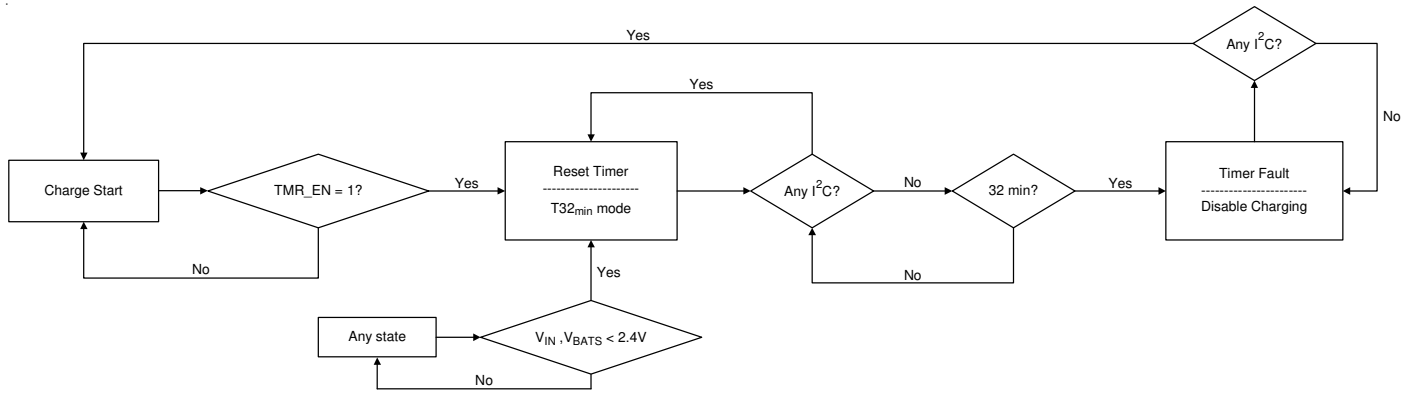 Any I²C?
Yes
No
Yes
Charge Start
TMR_EN = 1?
Yes
Reset Timer
----------------------
T32min mode
Any I²C?
No
32 min?
Yes
Timer Fault
------------------------
Disable Charging
No
No
Yes
Any state
VIN ,VBATS < 2.4V
No